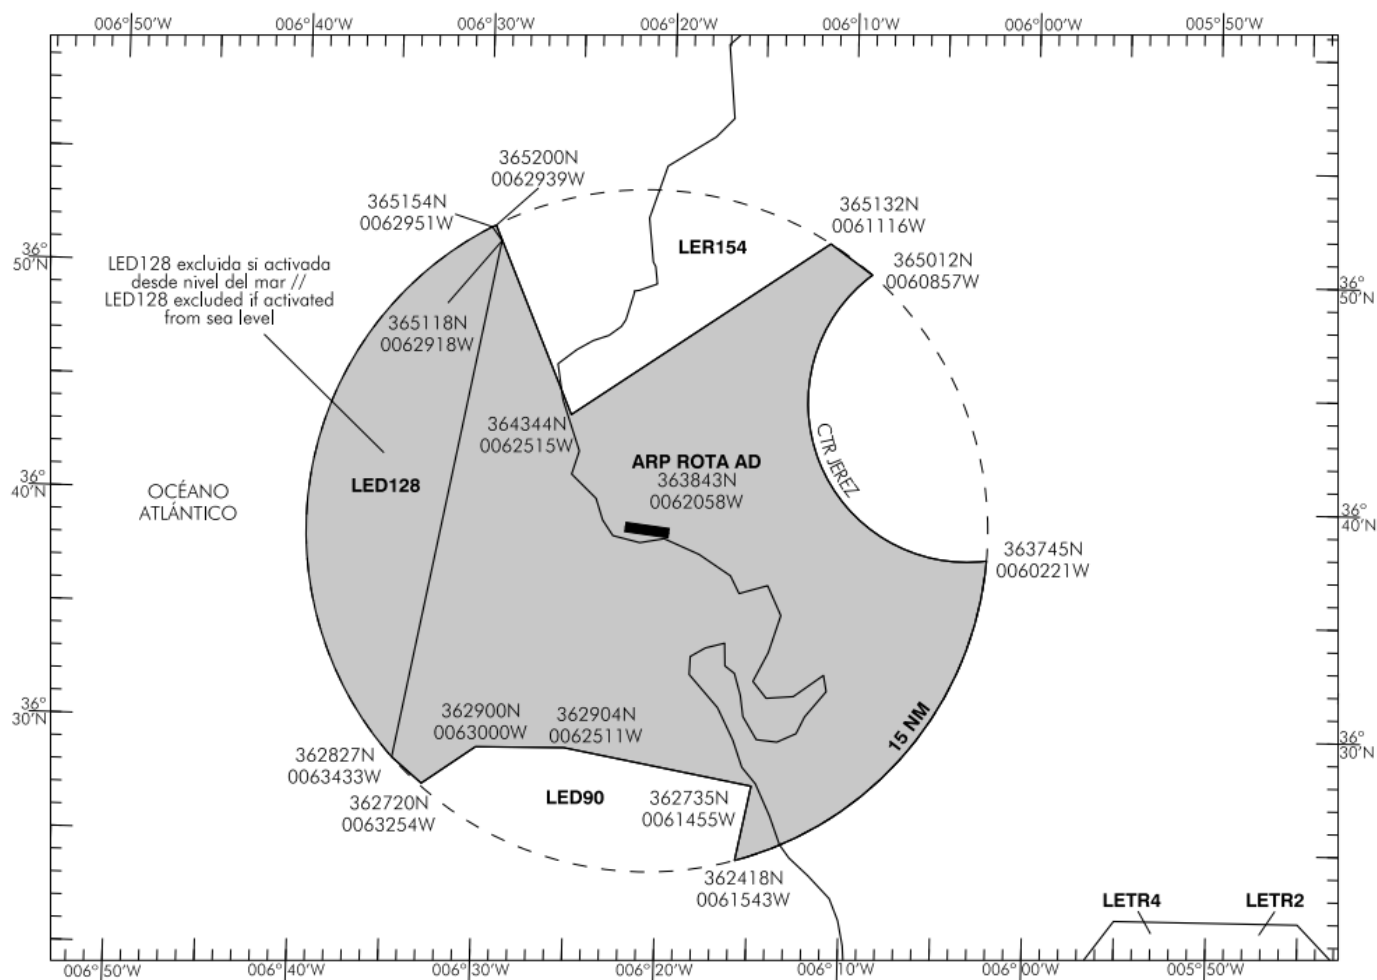 006°50'W
006°40'W
006°30'W
006°20'W
006°10'W
006°00'W
005°50'W
365200N
0062939W
365154N
0062951W
365132N
0061116W
LER154
36°
50'N
LED128 excluida si activada
desde nivel del mar //
LED128 excluded if activated
from sea level
365012N
0060857W
36°
50'N
365118N
0062918W
364344N
0062515W
CTR JEREZ
ARP ROTA AD
363843N
0062058W
36°
40'N
OCÉANO
ATLÁNTICO
LED128
36°
40'N
363745N
0060221W
36°
30'N
362900N
0063000W
362904N
0062511W
15 NM
36°
30'N
362827N
0063433W
362720N
0063254W
LED90
362735N
0061455W
362418N
0061543W
LETR4
LETR2
006°50'W
006°40'W
006°30'W
006°20'W
006°10'W
006°00'W
005°50'W